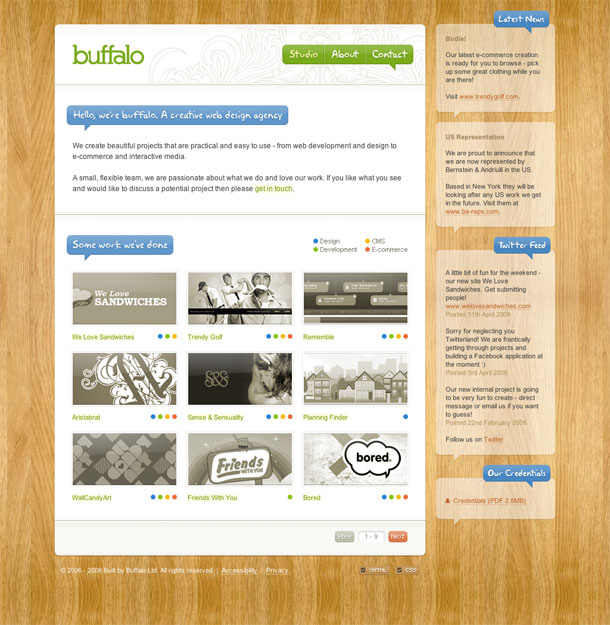 buffalo
Studio
About
Contact
Hello, we're buffalo. A creative web design agency
We create beautiful projects that are practical and easy to use - from web development and design to
e-commerce and interactive media.
A small, flexible team, we are passionate about what we do and love our work. If you like what you see
and would like to discuss a potential project then please get in touch.
Some work we've done
Design
CMS
Development
E-commerce
We Love
SANDWICHES
We Love Sandwiches
Trendy Golf
Rememble
Aristabrat
S&S
Sense & Sensuality
Planning Finder
WallCandyArt
Friends
WITH YOU
Friends With You
bored.
Bored
Prev
1 - 9
Next
© 2006 - 2008 Built by Buffalo Ltd. All rights reserved | Accessibility | Privacy
XHTML
CSS
Latest News
Birdie!
Our latest e-commerce creation
is ready for you to browse - pick
up some great clothing while you
are there!
Visit www.trendygolf.com.
US Representation
We are proud to announce that
we are now represented by
Bernstein & Andriulli in the US.
Based in New York they will be
looking after any US work we get
in the future. Visit them at
www.ba-reps.com.
Twitter Feed
A little bit of fun for the weekend -
our new site We Love
Sandwiches. Get submitting
people!
www.welovesandwiches.com
Posted 11th April 2008
Sorry for neglecting you
Twitterland! We are frantically
getting through projects and
building a Facebook application at
the moment :)
Posted 3rd April 2008
Our new internal project is going
to be very fun to create - direct
message or email us if you want
to guess!
Posted 22nd February 2008
Follow us on Twitter
Our Credentials
Credentials (PDF 2.8MB)